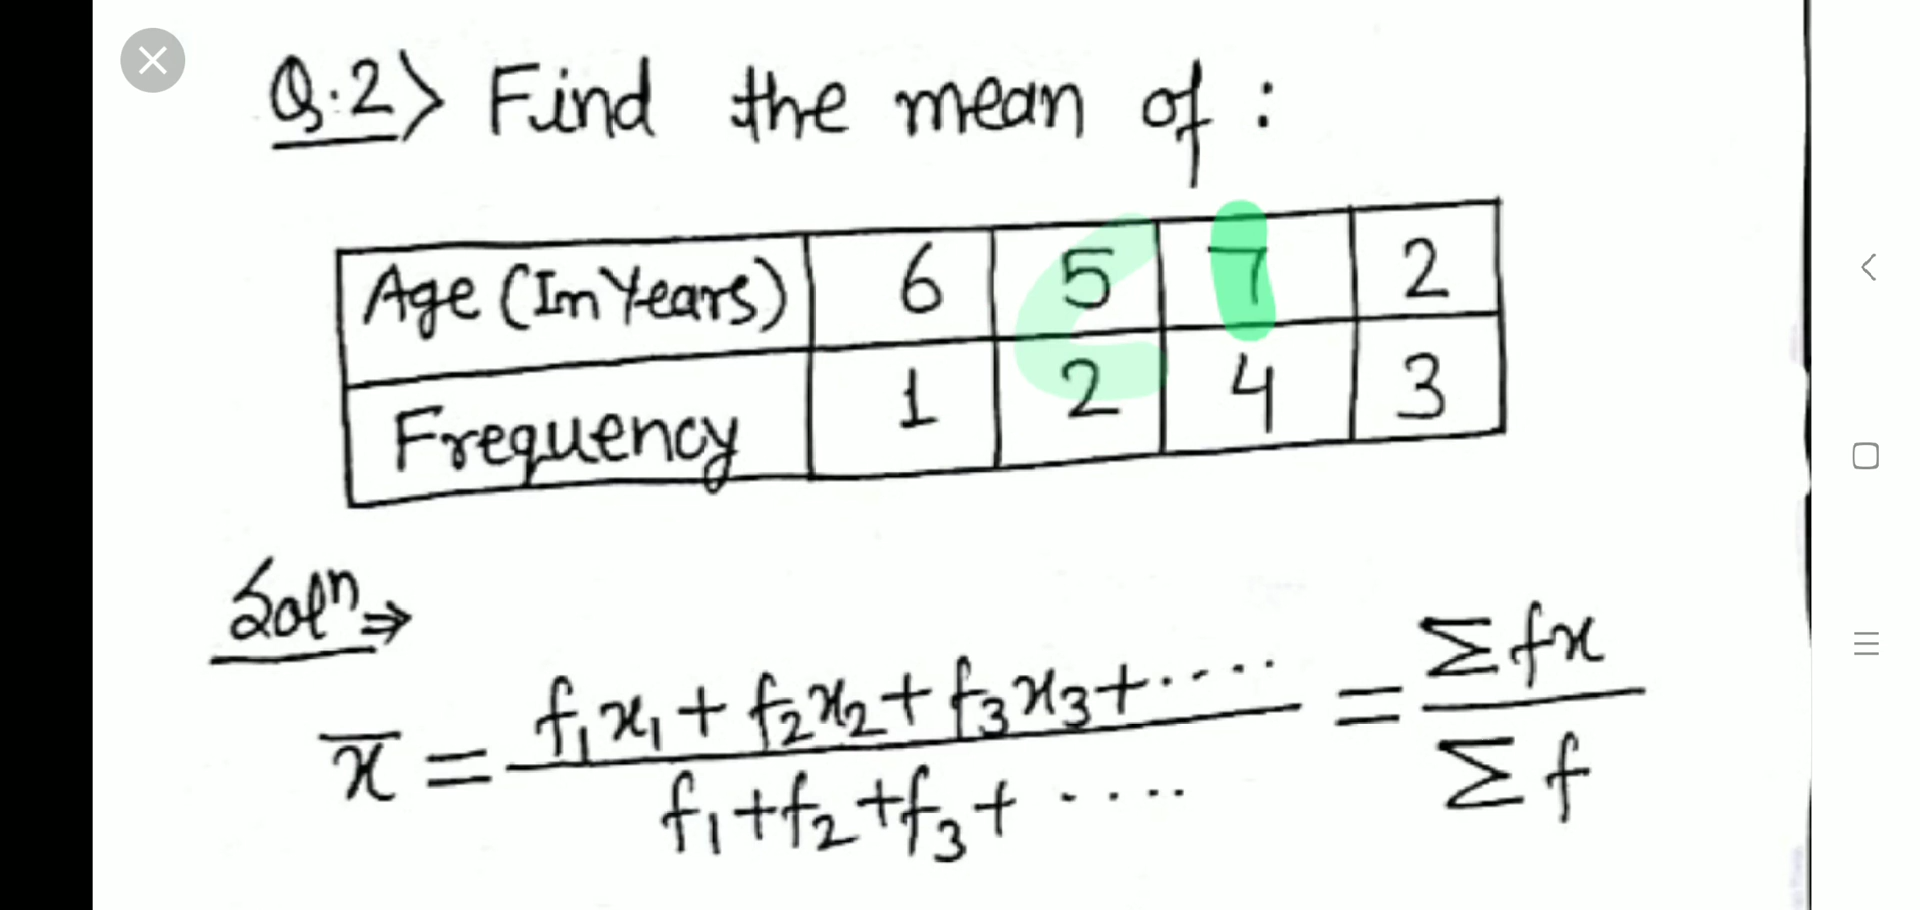 Q.2> Find the mean of :
Age (In Years) 6 5 7 2
Frequency 1 2 4 3
Solⁿ ⇒
x̄ = f₁x₁ + f₂x₂ + f₃x₃ + ····· / f₁+f₂+f₃+ ····· = Σfx / Σf